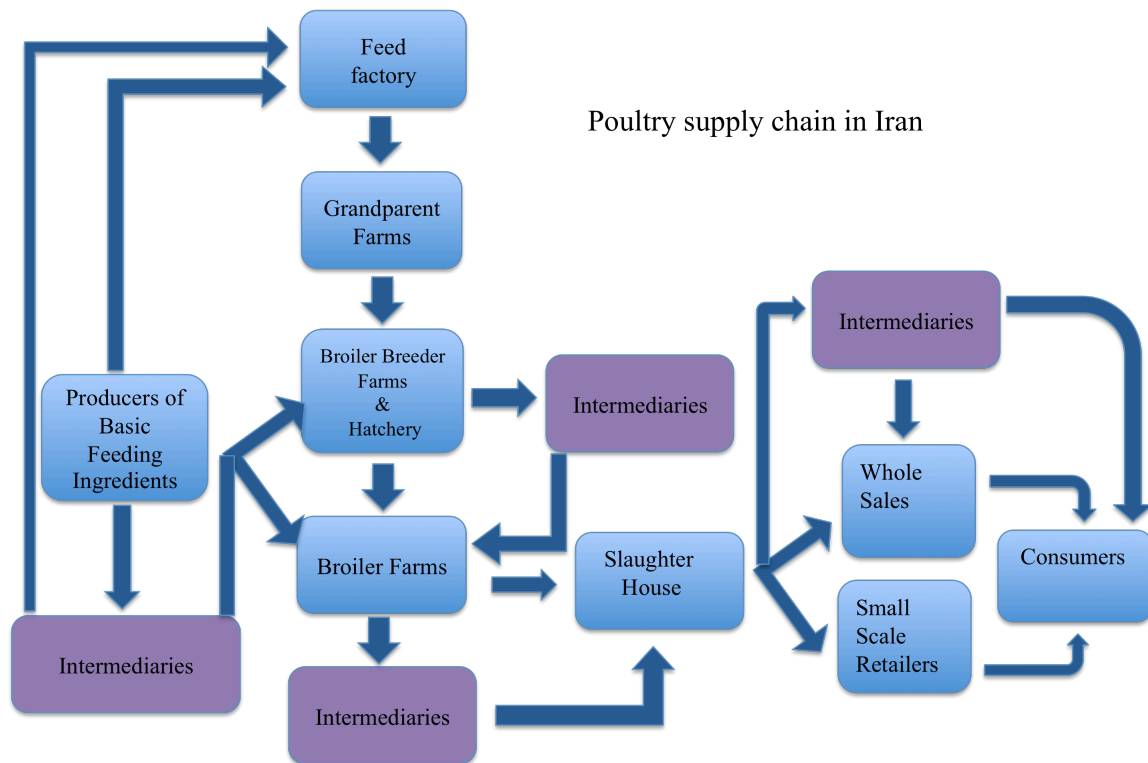 Feed
factory
Poultry supply chain in Iran
Grandparent
Farms
Intermediaries
Broiler Breeder
Farms
&
Hatchery
Intermediaries
Producers of
Basic
Feeding
Ingredients
Whole
Sales
Broiler Farms
Slaughter
House
Consumers
Small
Scale
Retailers
Intermediaries
Intermediaries